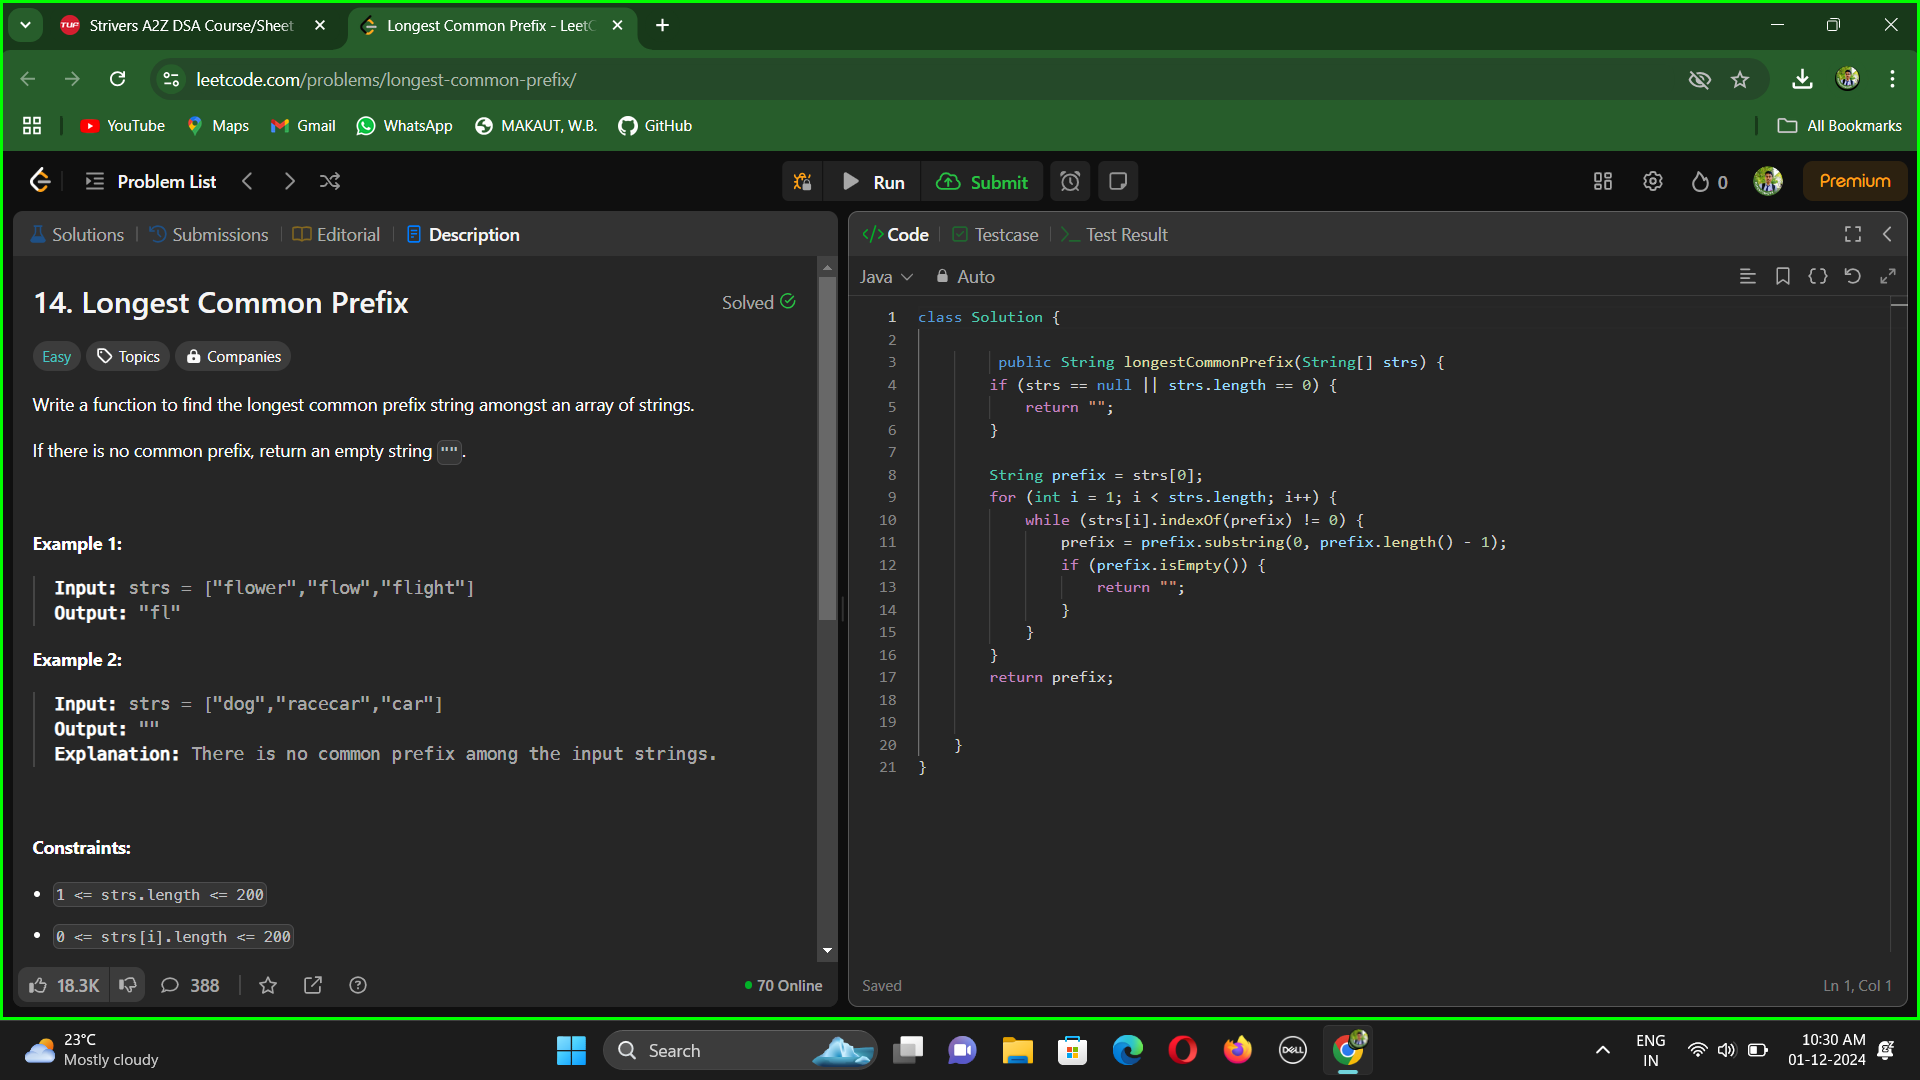 Strivers A2Z DSA Course/Sheet
Longest Common Prefix - LeetC
leetcode.com/problems/longest-common-prefix/
YouTube Maps Gmail WhatsApp MAKAUT, W.B. GitHub All Bookmarks
Problem List Run Submit 0 Premium
Solutions Submissions Editorial Description
14. Longest Common Prefix Solved
Easy Topics Companies
Write a function to find the longest common prefix string amongst an array of strings.
If there is no common prefix, return an empty string "".
Example 1:
Input: strs = ["flower","flow","flight"]
Output: "fl"
Example 2:
Input: strs = ["dog","racecar","car"]
Output: ""
Explanation: There is no common prefix among the input strings.
Constraints:
• 1 <= strs.length <= 200
• 0 <= strs[i].length <= 200
18.3K 388 70 Online
</> Code Testcase >_ Test Result
Java Auto
1 class Solution {
2
3 public String longestCommonPrefix(String[] strs) {
4 if (strs == null || strs.length == 0) {
5 return "";
6 }
7
8 String prefix = strs[0];
9 for (int i = 1; i < strs.length; i++) {
10 while (strs[i].indexOf(prefix) != 0) {
11 prefix = prefix.substring(0, prefix.length() - 1);
12 if (prefix.isEmpty()) {
13 return "";
14 }
15 }
16 }
17 return prefix;
18
19
20 }
21 }
Saved Ln 1, Col 1
23°C
Mostly cloudy
Search
DELL
ENG
IN
10:30 AM
01-12-2024